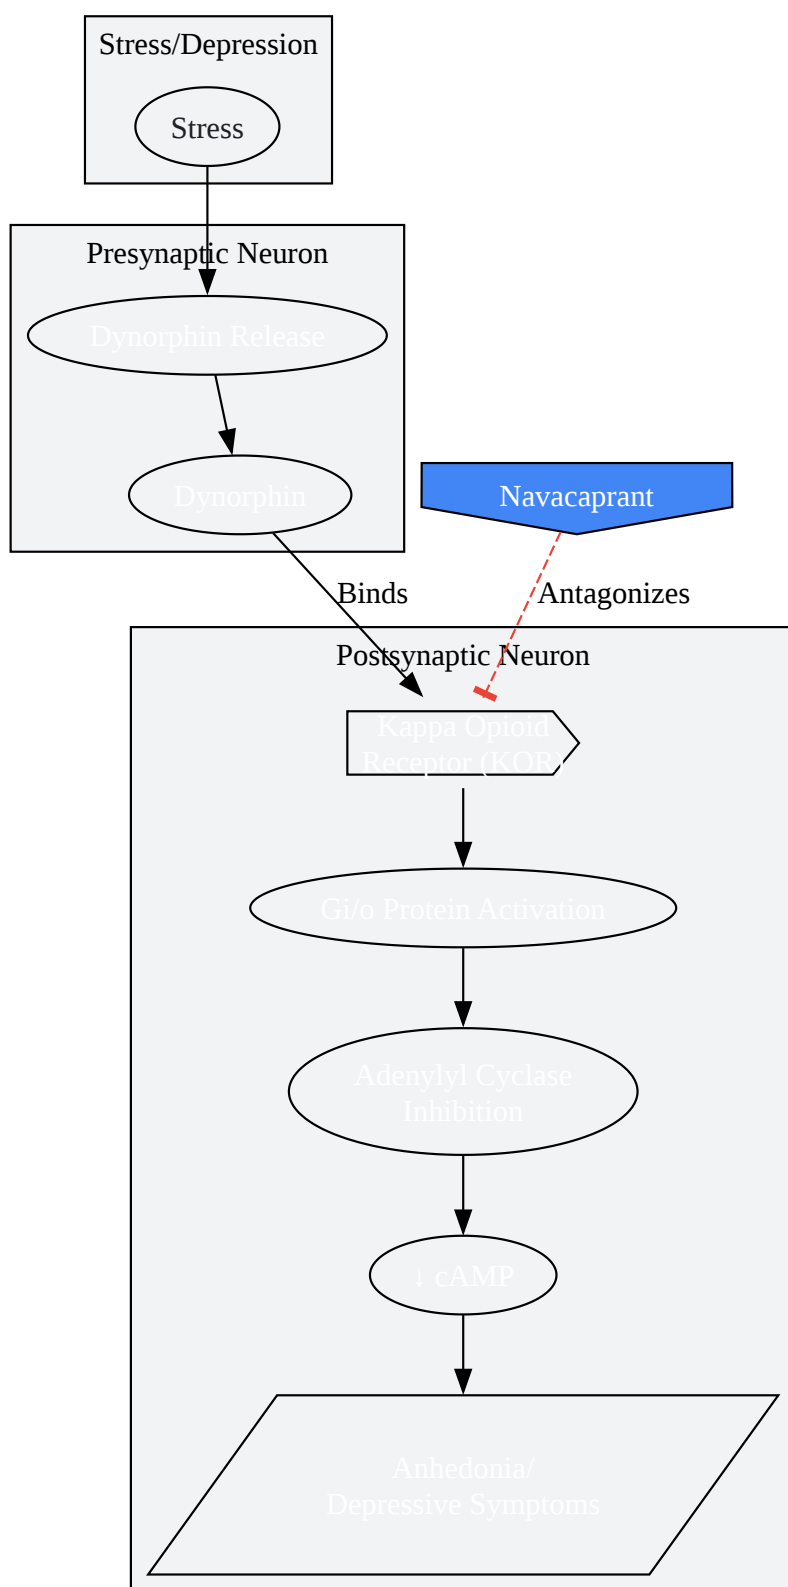 Stress/Depression
Stress
Presynaptic Neuron
Dynorphin Release
Dynorphin
Navacaprant
Binds
Antagonizes
Postsynaptic Neuron
Kappa Opioid
Receptor (KOR)
Gi/o Protein Activation
Adenylyl Cyclase
Inhibition
↓ cAMP
Anhedonia/
Depressive Symptoms